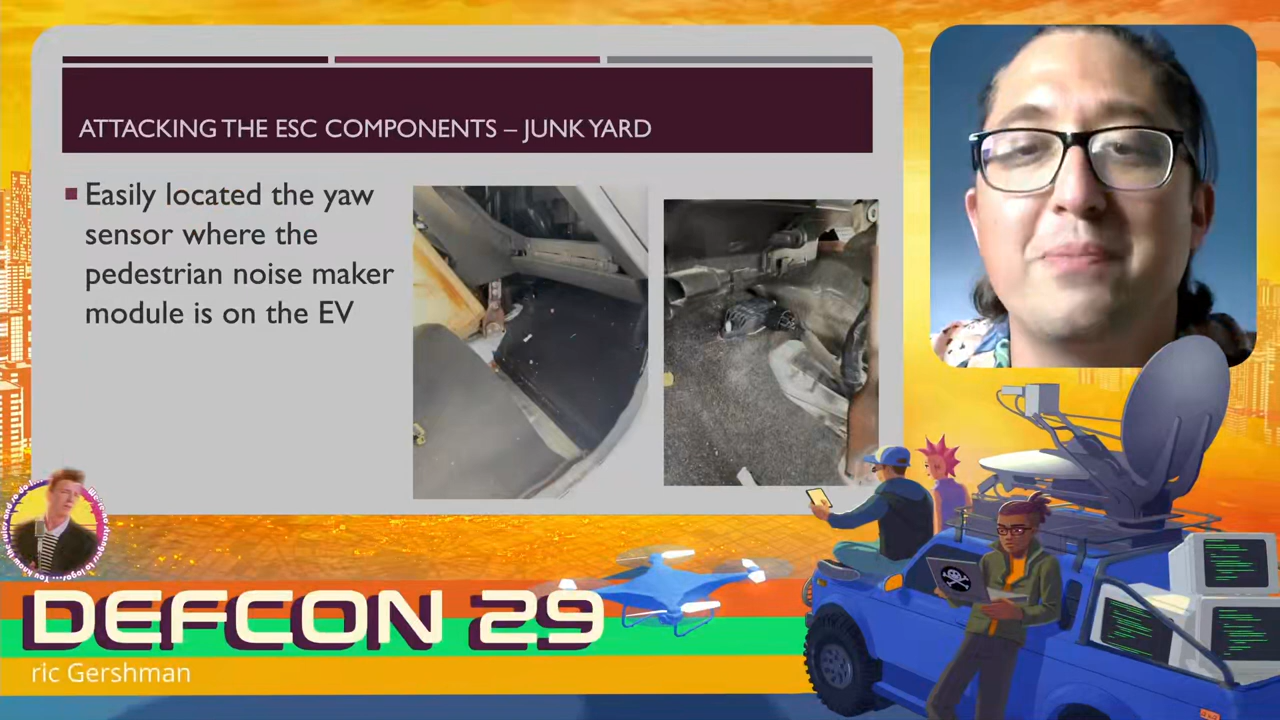 ATTACKING THE ESC COMPONENTS – JUNK YARD
Easily located the yaw
sensor where the
pedestrian noise maker
module is on the EV
DEFCON 29
ric Gershman